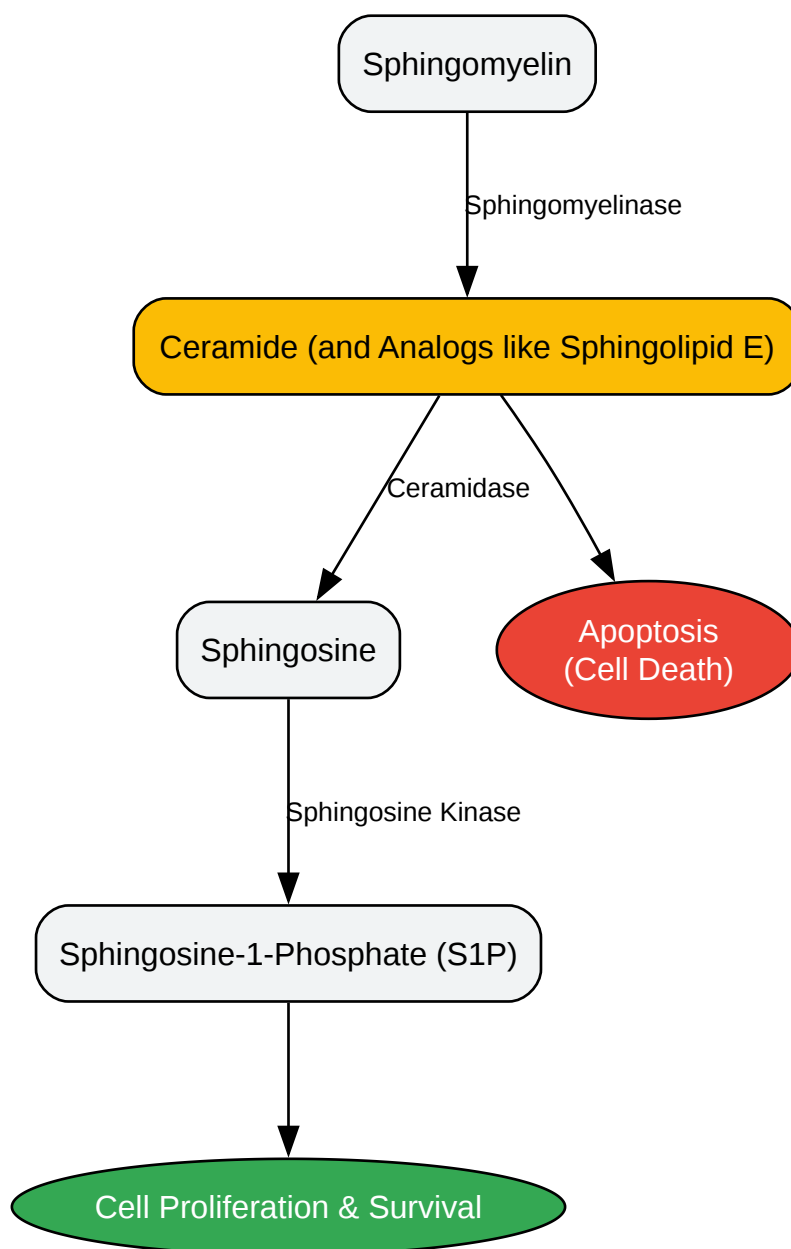 Sphingomyelin
Sphingomyelinase
Ceramide (and Analogs like Sphingolipid E)
Ceramidase
Sphingosine
Apoptosis
(Cell Death)
Sphingosine Kinase
Sphingosine-1-Phosphate (S1P)
Cell Proliferation & Survival